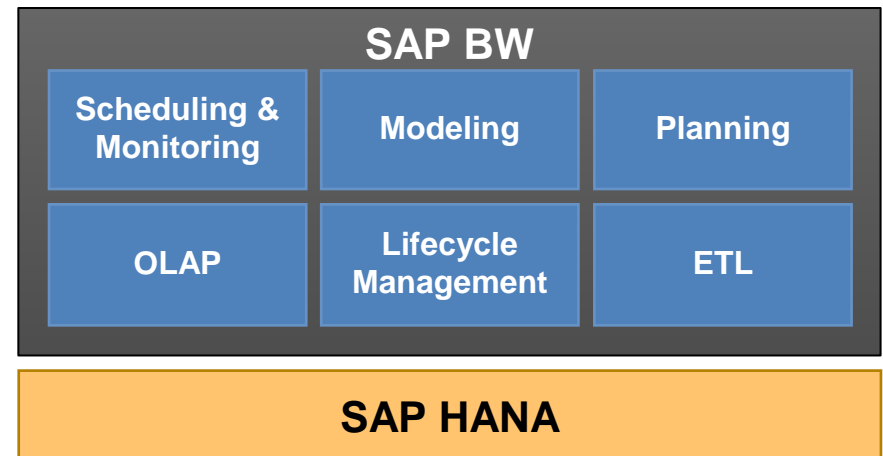 SAP BW
Scheduling &
Monitoring
Modeling
Planning
OLAP
Lifecycle
Management
ETL
SAP HANA